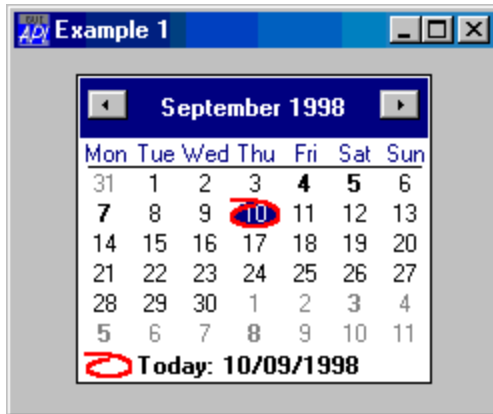 Example 1
September 1998
Mon Tue Wed Thu Fri Sat Sun
31 1 2 3 4 5 6
7 8 9 10 11 12 13
14 15 16 17 18 19 20
21 22 23 24 25 26 27
28 29 30 1 2 3 4
5 6 7 8 9 10 11
Today: 10/09/1998